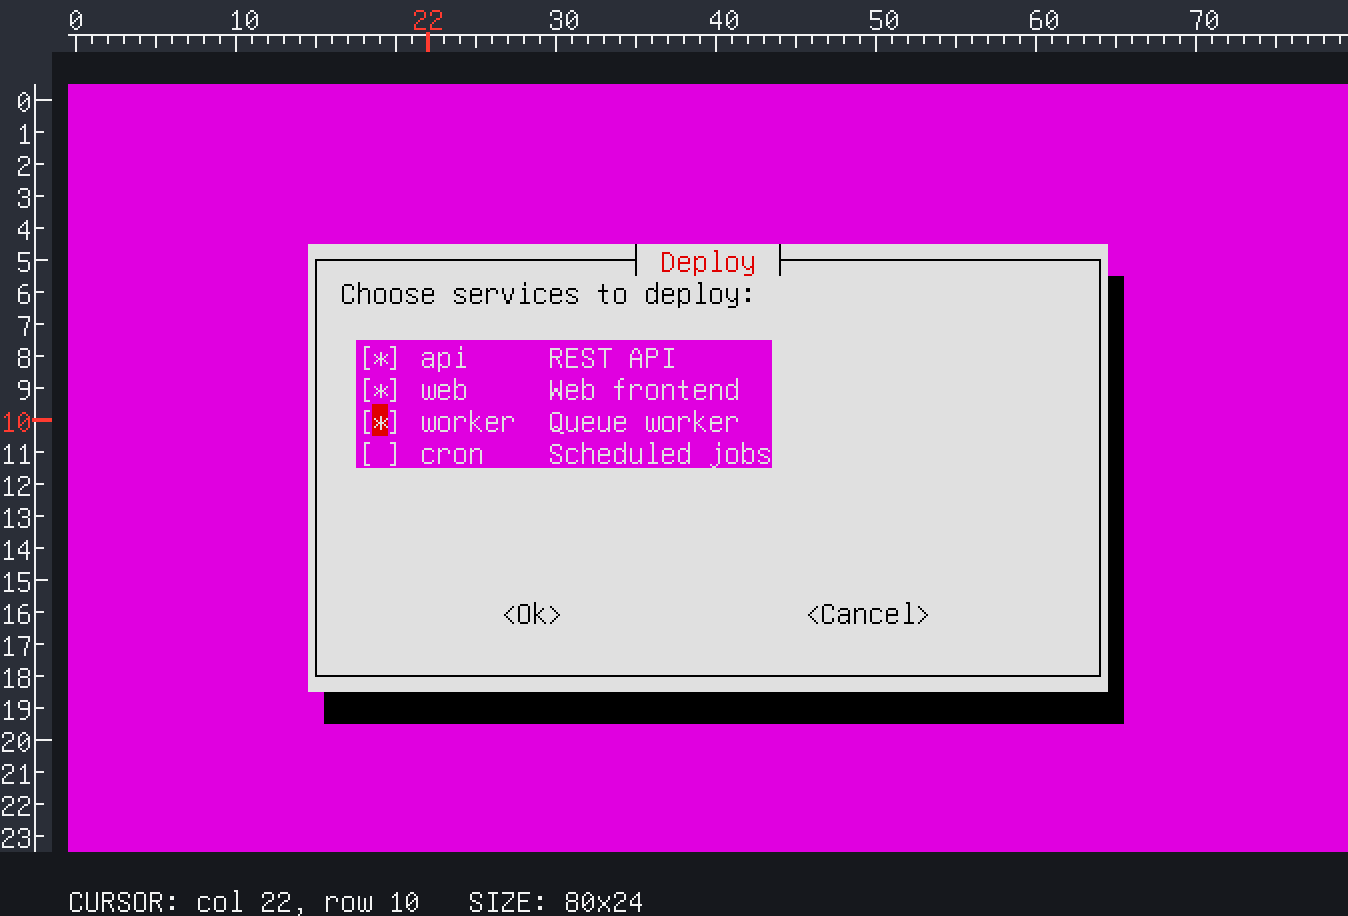 0 10 22 30 40 50 60 70
0
1
2
3
4
5 Deploy
6 Choose services to deploy:
7
8 [*] api REST API
9 [*] web Web frontend
10 [*] worker Queue worker
11 [ ] cron Scheduled jobs
12
13
14
15
16 <Ok> <Cancel>
17
18
19
20
21
22
23
CURSOR: col 22, row 10 SIZE: 80x24